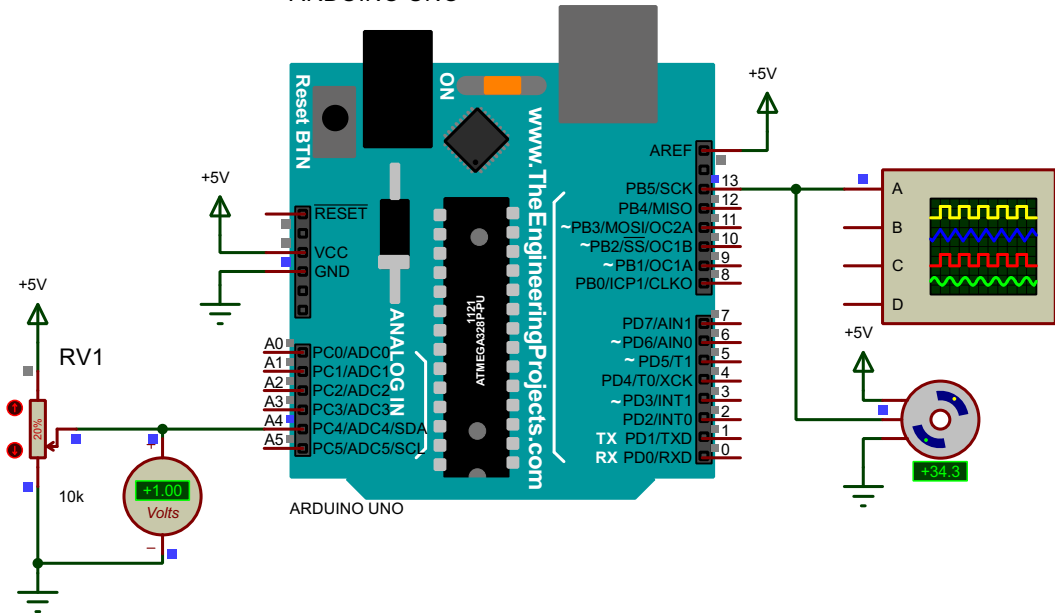 ARDUINO UNO
Reset BTN
ON
www.TheEngineeringProjects.com
+5V
RESET
VCC
GND
ANALOG IN
1121
ATMEGA328P-PU
AREF
PB5/SCK 13
PB4/MISO 12
~PB3/MOSI/OC2A 11
~PB2/SS/OC1B 10
~PB1/OC1A 9
PB0/ICP1/CLKO 8
PD7/AIN1 7
~PD6/AIN0 6
~PD5/T1 5
PD4/T0/XCK 4
~PD3/INT1 3
PD2/INT0 2
TX PD1/TXD 1
RX PD0/RXD 0
A0 PC0/ADC0
A1 PC1/ADC1
A2 PC2/ADC2
A3 PC3/ADC3
A4 PC4/ADC4/SDA
A5 PC5/ADC5/SCL
ARDUINO UNO
+5V
RV1
20%
10k
+
+1.00
Volts
−
+5V
A
B
C
D
+5V
+34.3